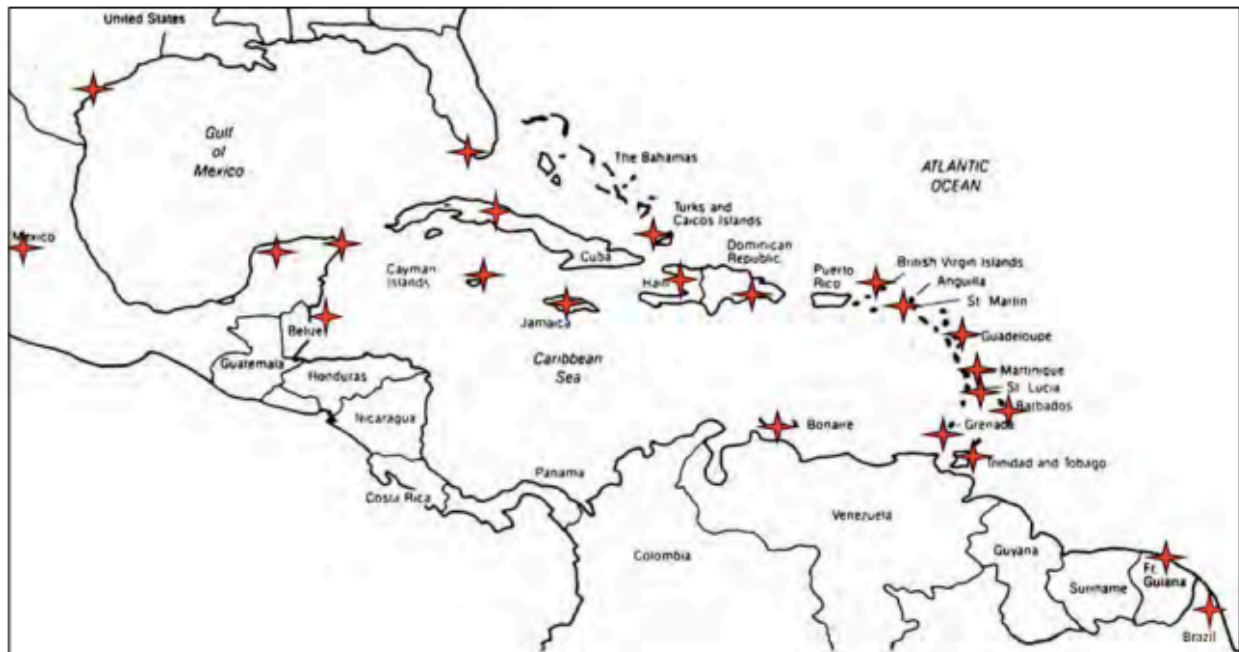 United States
Gulf
of
Mexico
The Bahamas
ATLANTIC
OCEAN
Turks and
Caicos Islands
Mexico
Cuba
Dominican
Republic
Cayman
Islands
Haiti
Puerto
Rico
British Virgin Islands
Anguilla
St Martin
Jamaica
Belize
Guadeloupe
Guatemala
Caribbean
Sea
Honduras
Martinique
St Lucia
Barbados
Nicaragua
Bonaire
Grenada
Trinidad and Tobago
Panama
Costa Rica
Venezuela
Colombia
Guyana
Fr.
Guiana
Suriname
Brazil